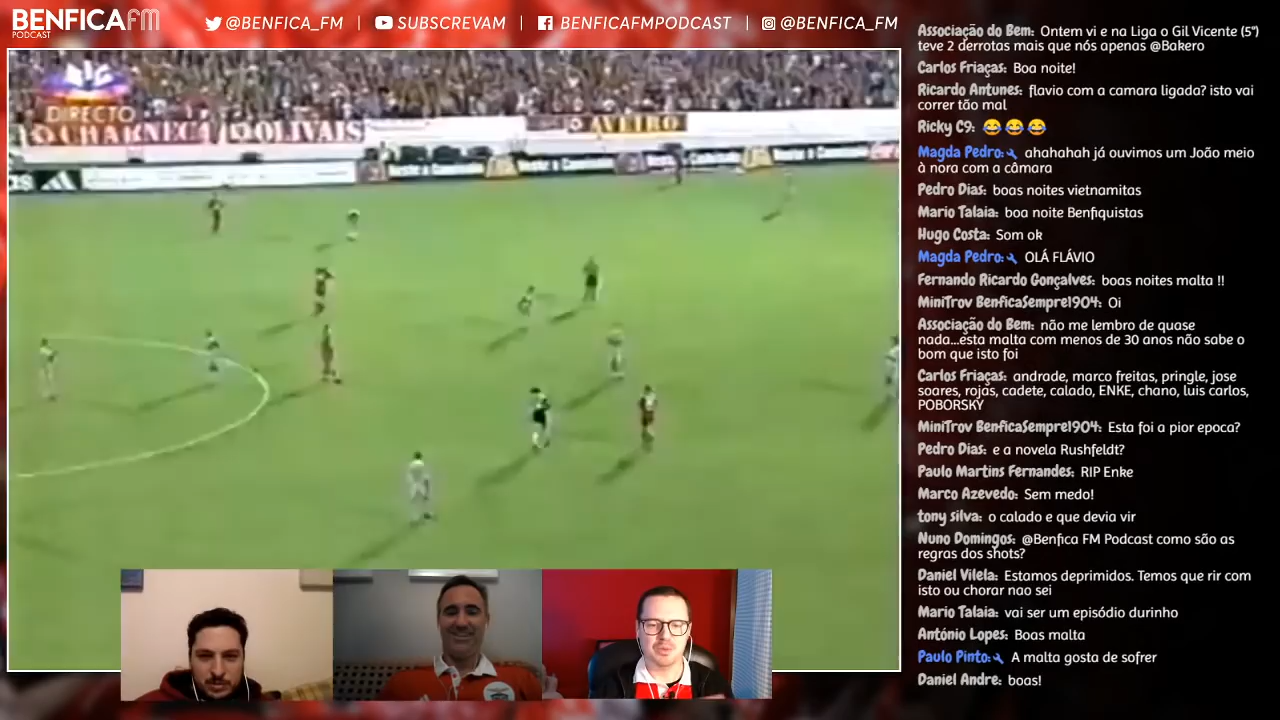 BENFICA FM
PODCAST
@BENFICA_FM | SUBSCREVAM | BENFICAFMPODCAST | @BENFICA_FM
SIC
DIRECTO
CHARNECA OLIVAIS
AVEIRO
Associação do Bem: Ontem vi e na Liga o Gil Vicente (5º)
teve 2 derrotas mais que nós apenas @Bakero
Carlos Friaças: Boa noite!
Ricardo Antunes: flavio com a camara ligada? isto vai
correr tão mal
Ricky C9: 😂😂😂
Magda Pedro: ahahahah já ouvimos um João meio
à nora com a câmara
Pedro Dias: boas noites vietnamitas
Mario Talaia: boa noite Benfiquistas
Hugo Costa: Som ok
Magda Pedro: OLÁ FLÁVIO
Fernando Ricardo Gonçalves: boas noites malta !!
MiniTrov BenficaSempre1904: Oi
Associação do Bem: não me lembro de quase
nada...esta malta com menos de 30 anos não sabe o
bom que isto foi
Carlos Friaças: andrade, marco freitas, pringle, jose
soares, rojas, cadete, calado, ENKE, chano, luis carlos,
POBORSKY
MiniTrov BenficaSempre1904: Esta foi a pior epoca?
Pedro Dias: e a novela Rushfeldt?
Paulo Martins Fernandes: RIP Enke
Marco Azevedo: Sem medo!
tony silva: o calado e que devia vir
Nuno Domingos: @Benfica FM Podcast como são as
regras dos shots?
Daniel Vilela: Estamos deprimidos. Temos que rir com
isto ou chorar nao sei
Mario Talaia: vai ser um episódio durinho
António Lopes: Boas malta
Paulo Pinto: A malta gosta de sofrer
Daniel Andre: boas!